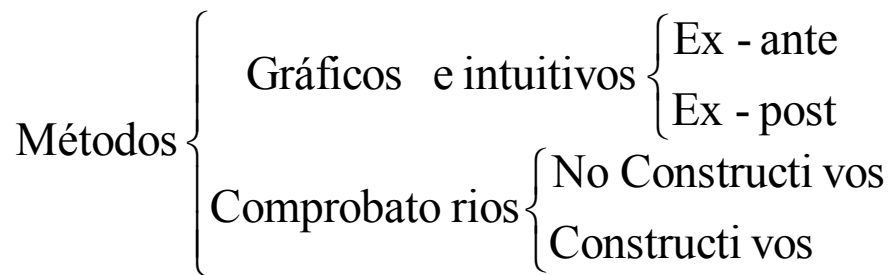 Métodos
Gráficos e intuitivos
Ex - ante
Ex - post
Comprobato rios
No Constructi vos
Constructi vos